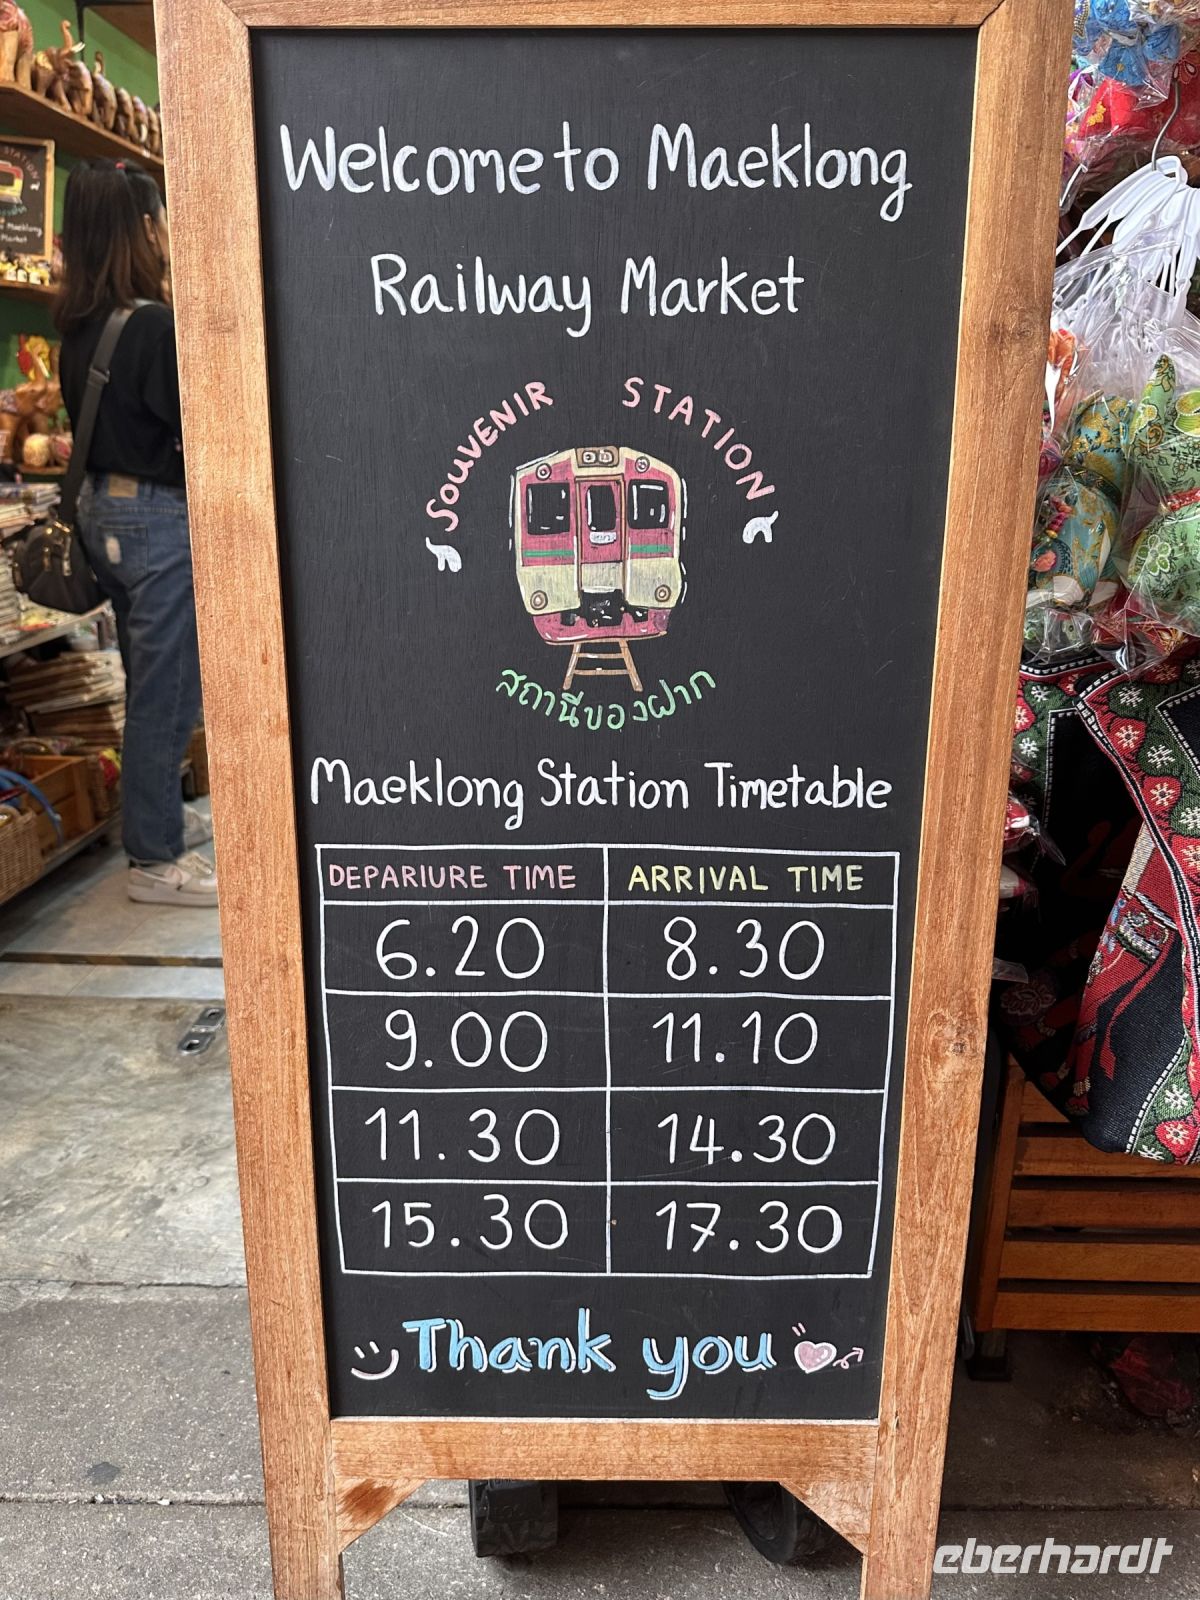 Welcome to Maeklong
Railway Market
SOUVENIR STATION
สถานีของฝาก
Maeklong Station Timetable
DEPARIURE TIME ARRIVAL TIME
6.20 8.30
9.00 11.10
11.30 14.30
15.30 17.30
Thank you
eberhardt